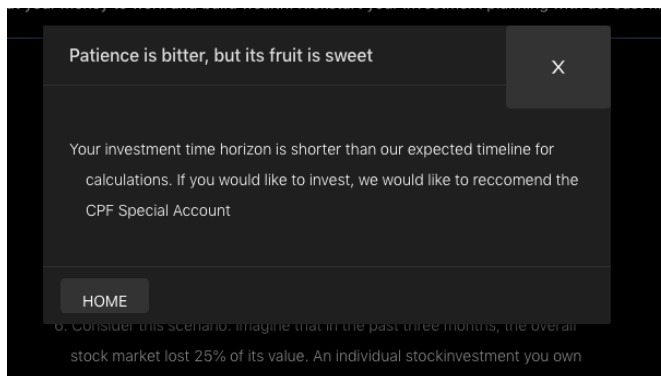 Patience is bitter, but its fruit is sweet
X
Your investment time horizon is shorter than our expected timeline for
calculations. If you would like to invest, we would like to reccomend the
CPF Special Account
HOME
6. Consider this scenario: Imagine that in the past three months, the overall
stock market lost 25% of its value. An individual stockinvestment you own